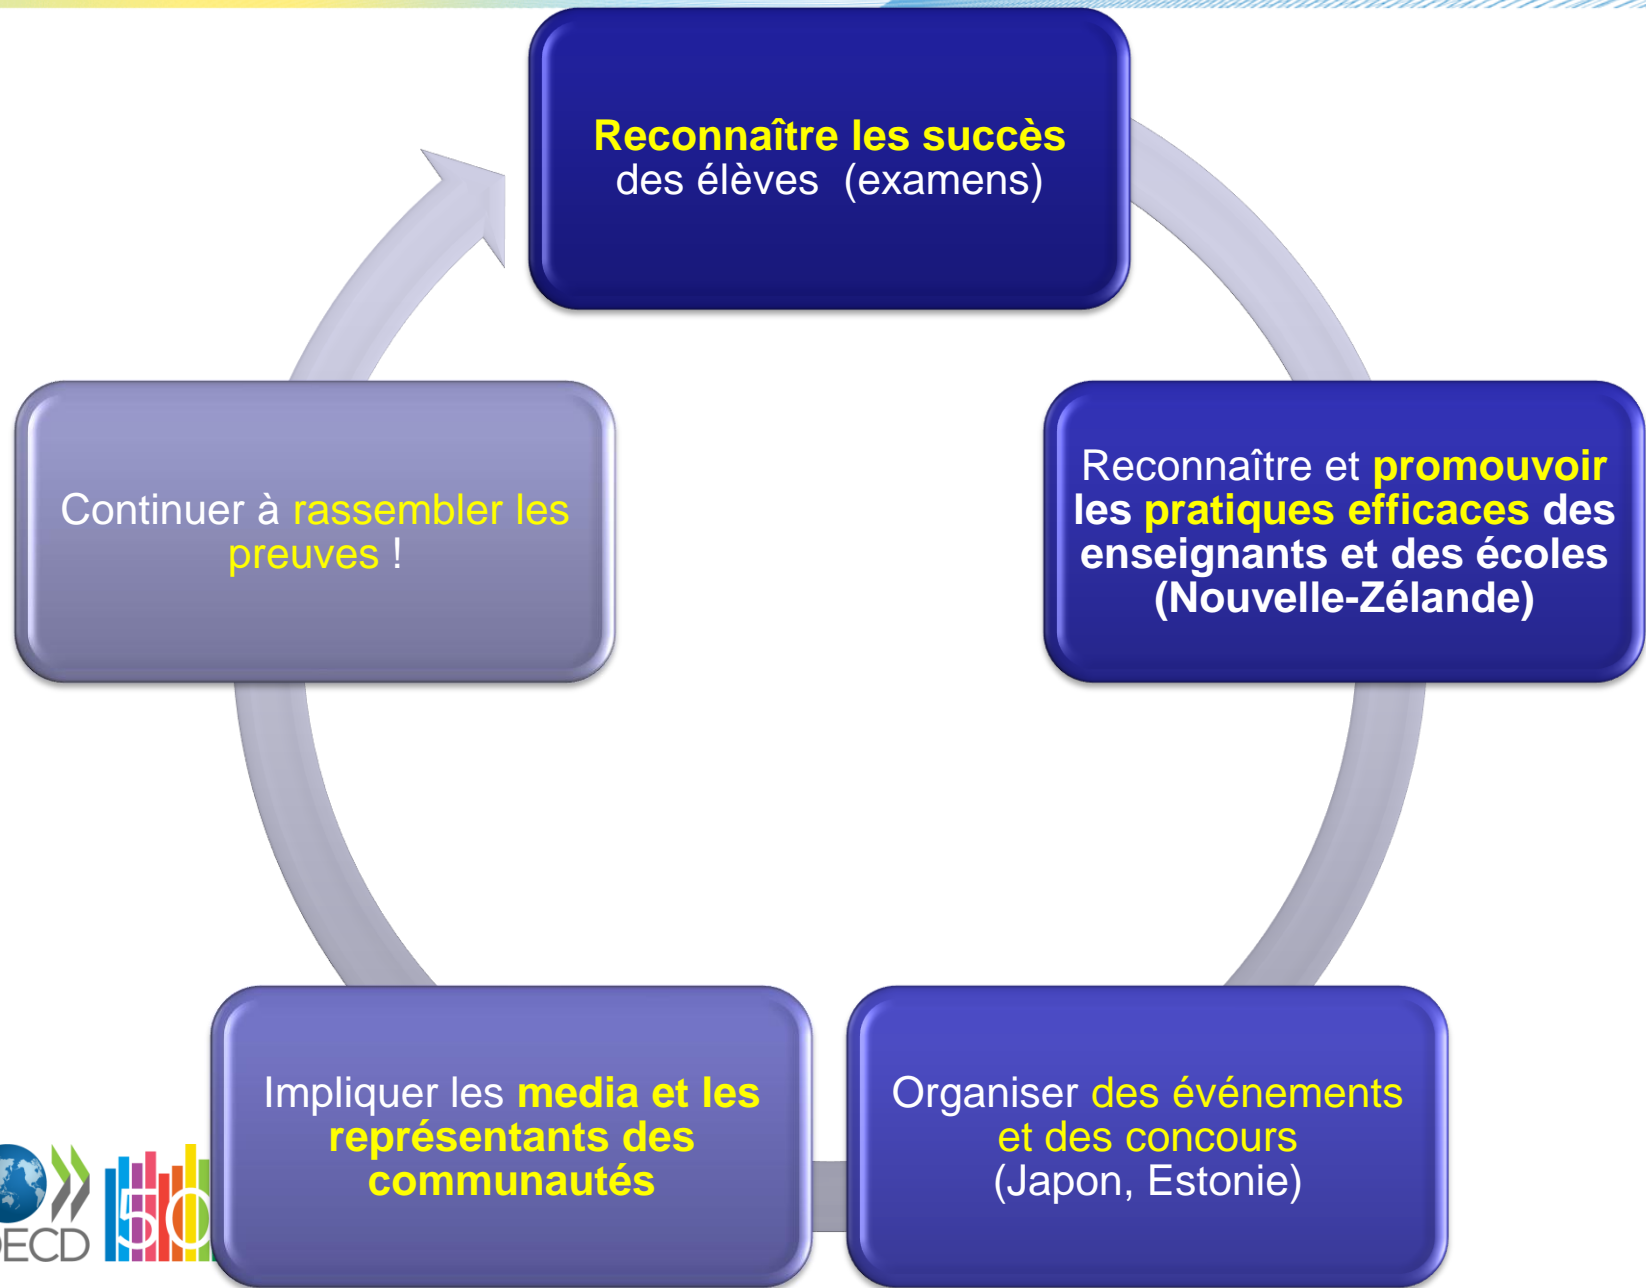 Reconnaître les succès
des élèves (examens)
Reconnaître et promouvoir
les pratiques efficaces des
enseignants et des écoles
(Nouvelle-Zélande)
Organiser des événements
et des concours
(Japon, Estonie)
Impliquer les media et les
représentants des
communautés
Continuer à rassembler les
preuves !
OECD
50